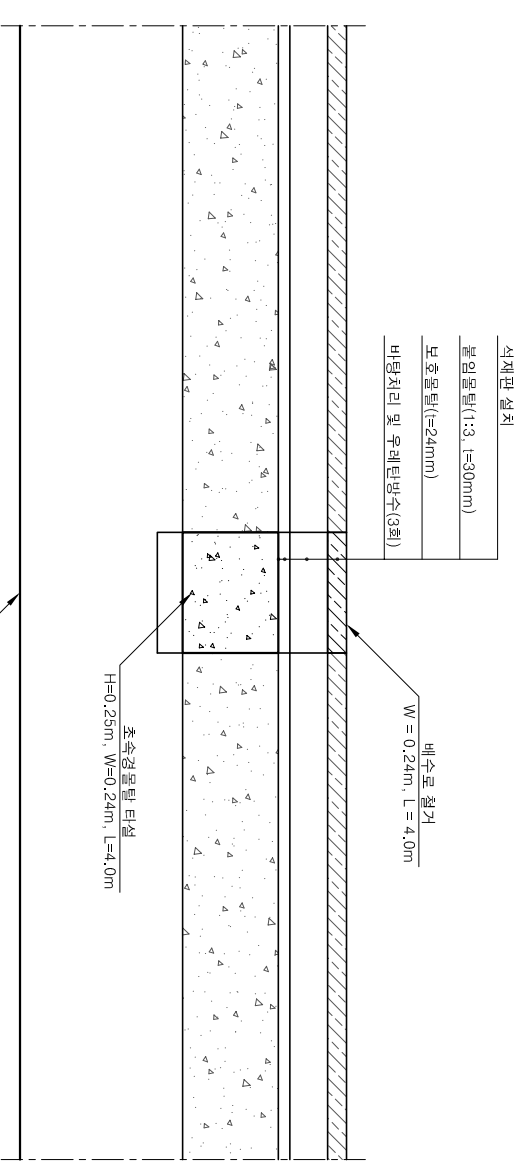 석재판 설치
붙임몰탈(1:3, t=30mm)
보호몰탈(t=24mm)
바탕처리 및 우레탄방수(3회)
배수로 철거
W = 0.24m, L = 4.0m
초속경몰탈 타설
H=0.25m, W=0.24m, L=4.0m